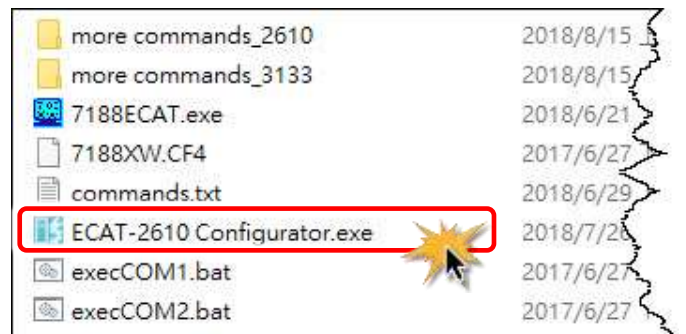 more commands_2610 2018/8/15
more commands_3133 2018/8/15
7188ECAT.exe 2018/6/21
7188XW.CF4 2017/6/27
commands.txt 2018/6/29
ECAT-2610 Configurator.exe 2018/7/
execCOM1.bat 2017/6/27
execCOM2.bat 2017/6/27